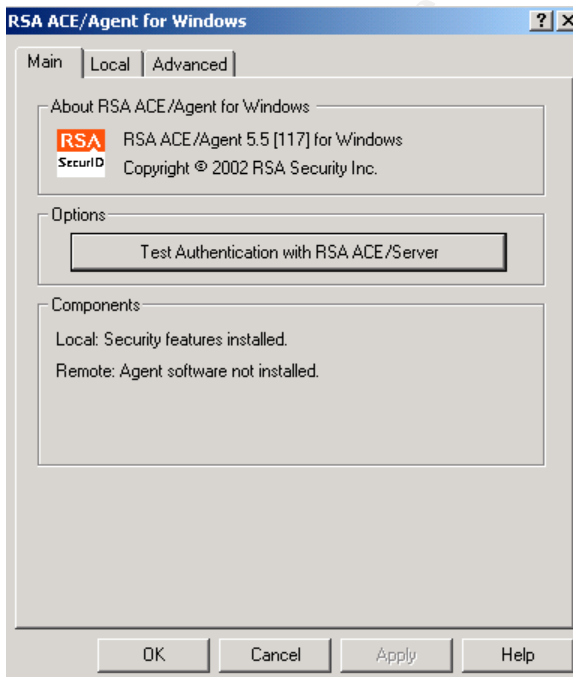 RSA ACE/Agent for Windows
Main
Local
Advanced
About RSA ACE/Agent for Windows
RSA
SecurID
RSA ACE/Agent 5.5 [117] for Windows
Copyright © 2002 RSA Security Inc.
Options
Test Authentication with RSA ACE/Server
Components
Local: Security features installed.
Remote: Agent software not installed.
OK
Cancel
Apply
Help